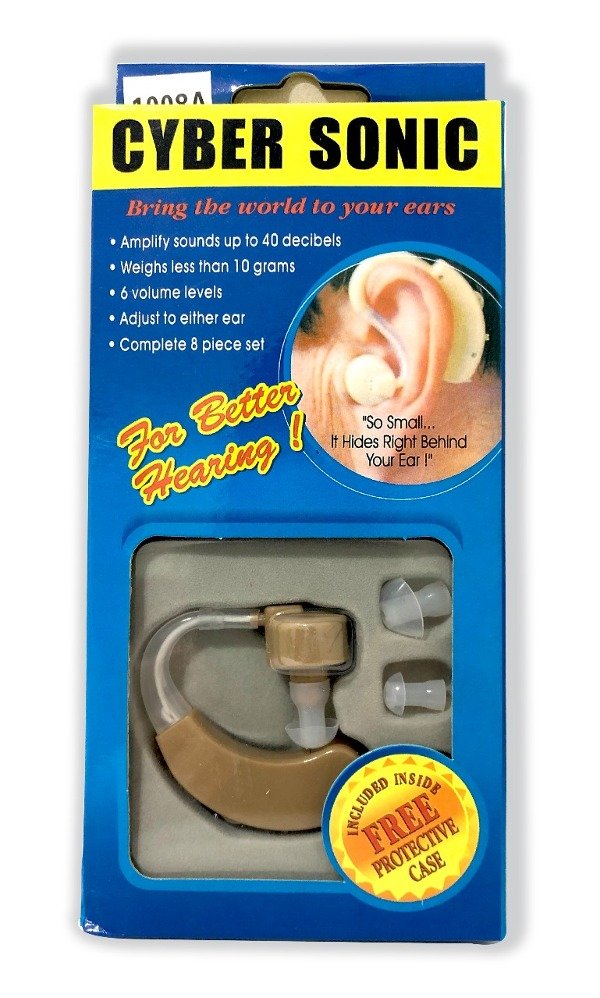 1008A
CYBER SONIC
Bring the world to your ears
• Amplify sounds up to 40 decibels
• Weighs less than 10 grams
• 6 volume levels
• Adjust to either ear
• Complete 8 piece set
For Better
Hearing !
"So Small...
It Hides Right Behind
Your Ear !"
INCLUDED INSIDE
FREE
PROTECTIVE
CASE